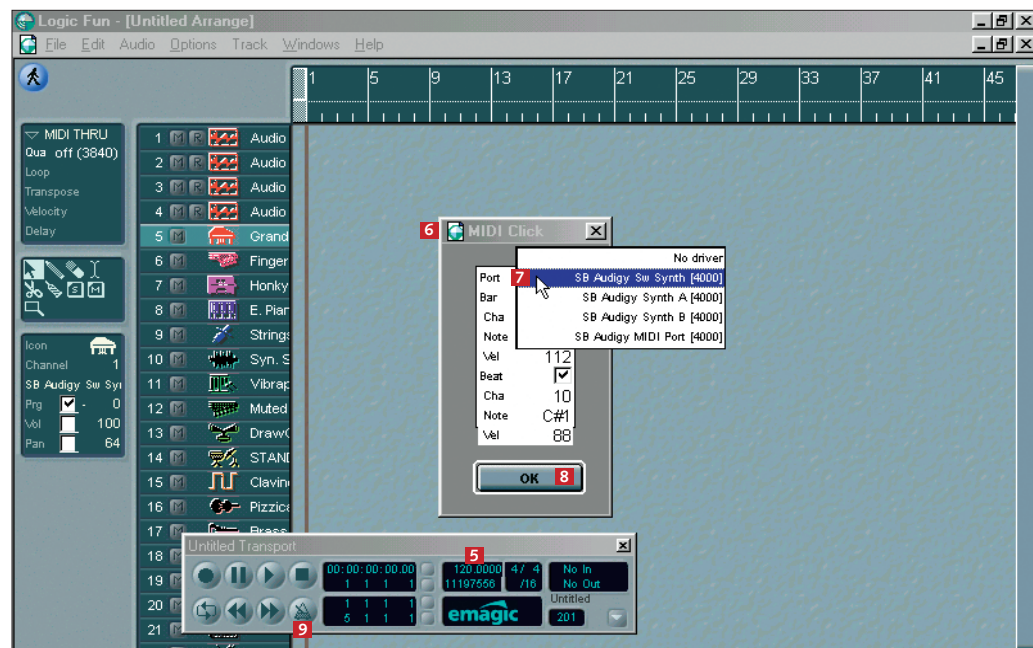 Logic Fun - [Untitled Arrange]
File Edit Audio Options Track Windows Help
1 5 9 13 17 21 25 29 33 37 41 45
MIDI THRU
Qua off (3840)
Loop
Transpose
Velocity
Delay
Icon
Channel 1
SB Audigy Sw Syn
Prg - 0
Vol 100
Pan 64
1 M R Audio
2 M R Audio
3 M R Audio
4 M R Audio
5 M Grand
6 M Finger
7 M Honky
8 M E. Pian
9 M Strings
10 M Syn. S
11 M Vibrap
12 M Muted
13 M Draw
14 M STAND
15 M Clavin
16 M Pizzica
17 M Brass
18
19
20
21
6 MIDI Click
No driver
Port 7 SB Audigy Sw Synth [4000]
Bar SB Audigy Synth A [4000]
Cha SB Audigy Synth B [4000]
Note SB Audigy MIDI Port [4000]
Vel 112
Beat
Cha 10
Note C#1
Vel 88
OK 8
Untitled Transport
5
00:00:00:00.00 120.0000 4/ 4 No In
1 1 1 1 11197556 /16 No Out
1 1 1 1 Untitled
5 1 1 1 emagic 201
9